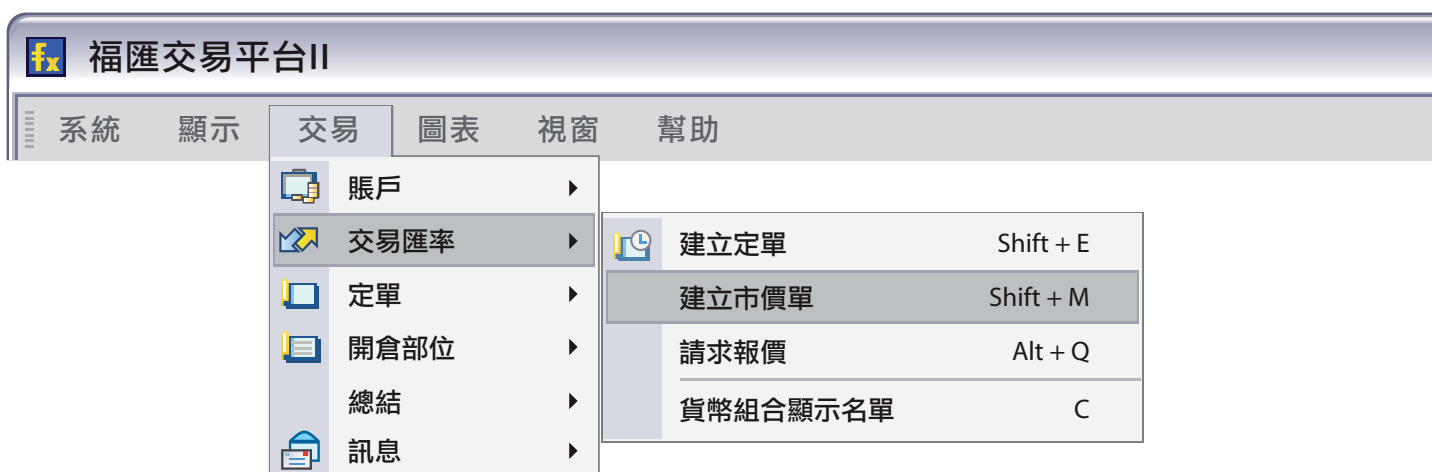 fx 福匯交易平台II
系統 顯示 交易 圖表 視窗 幫助
賬戶
交易匯率
定單
開倉部位
總結
訊息
建立定單 Shift + E
建立市價單 Shift + M
請求報價 Alt + Q
貨幣組合顯示名單 C